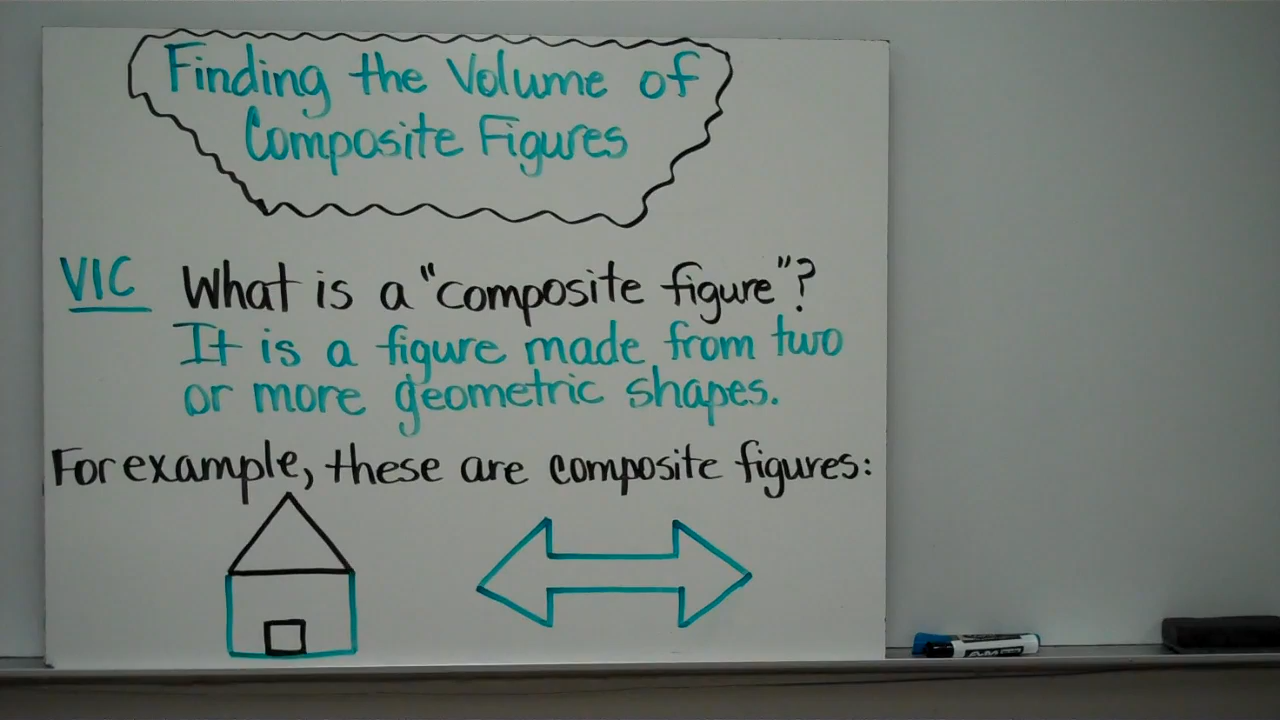 Finding the Volume of
Composite Figures
VIC What is a "composite figure"?
It is a figure made from two
or more geometric shapes.
For example, these are composite figures: